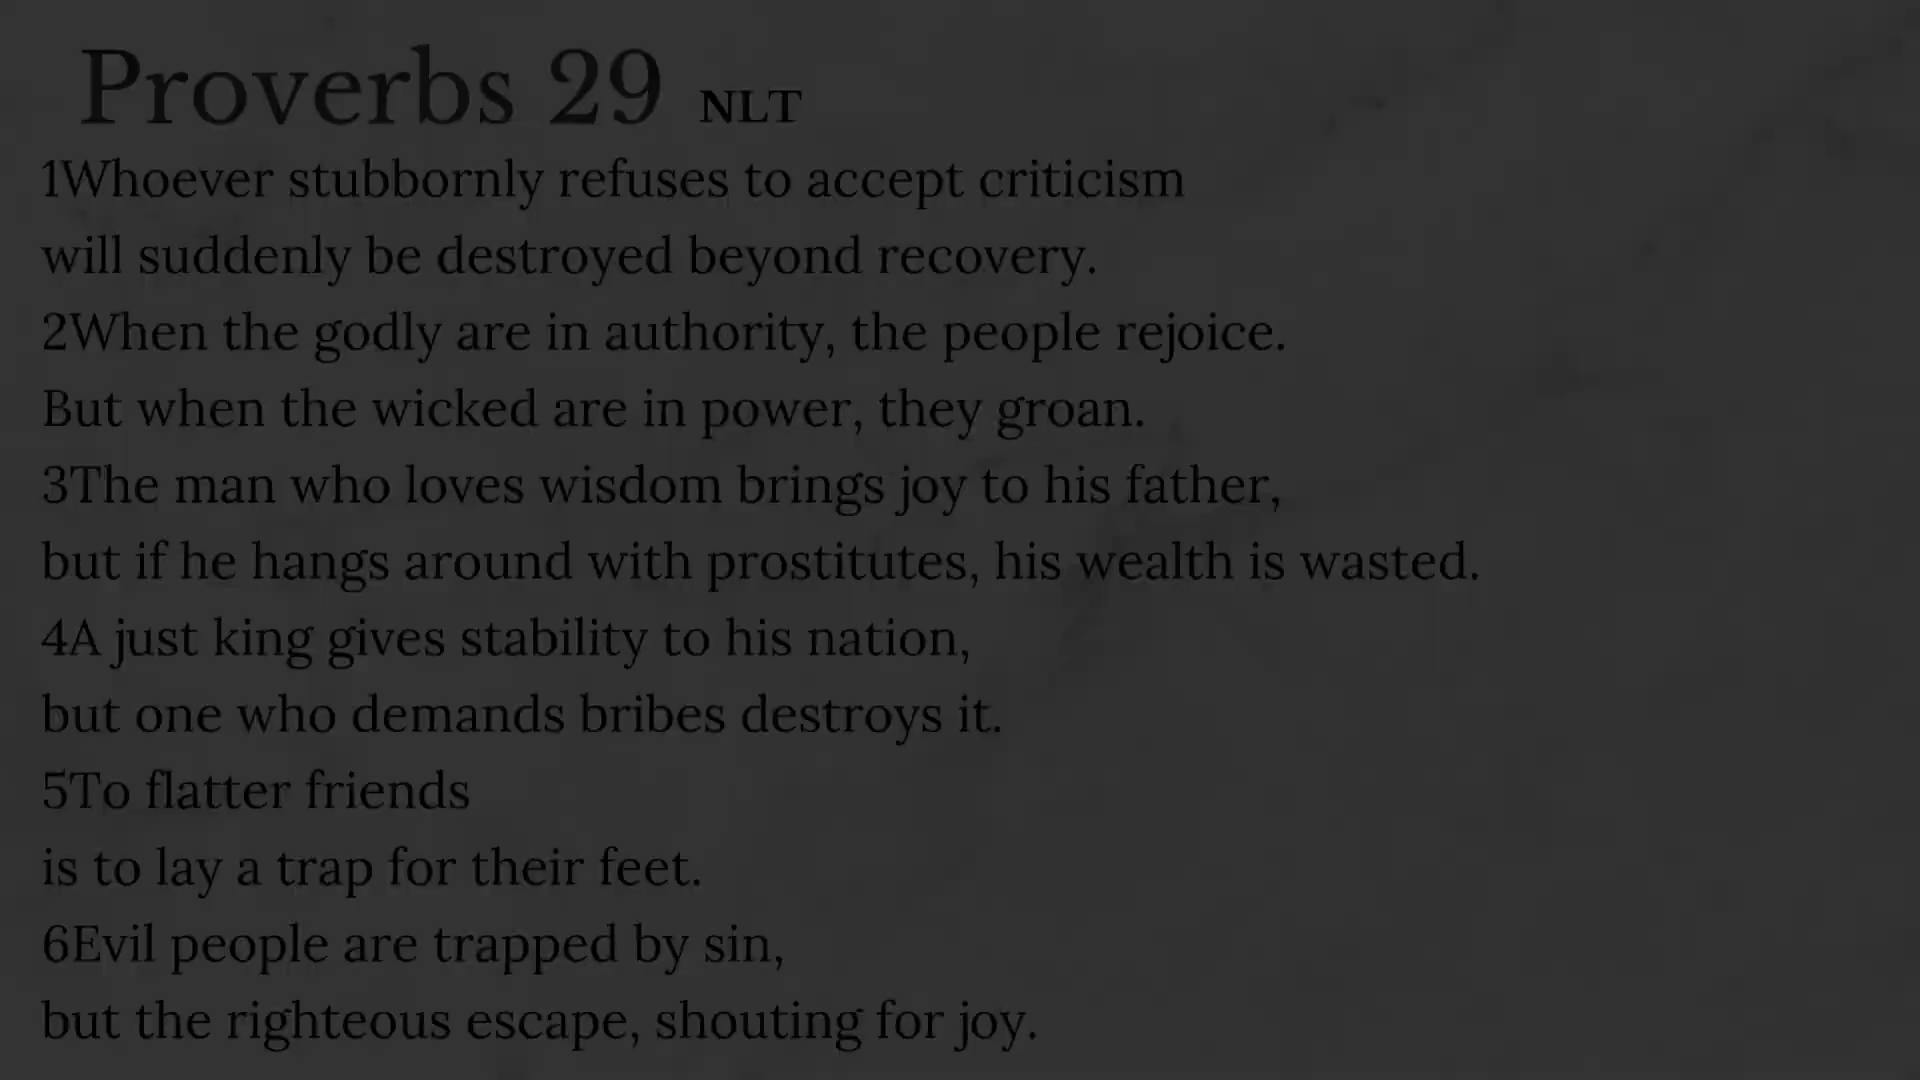 Proverbs 29 NLT
1Whoever stubbornly refuses to accept criticism
will suddenly be destroyed beyond recovery.
2When the godly are in authority, the people rejoice.
But when the wicked are in power, they groan.
3The man who loves wisdom brings joy to his father,
but if he hangs around with prostitutes, his wealth is wasted.
4A just king gives stability to his nation,
but one who demands bribes destroys it.
5To flatter friends
is to lay a trap for their feet.
6Evil people are trapped by sin,
but the righteous escape, shouting for joy.